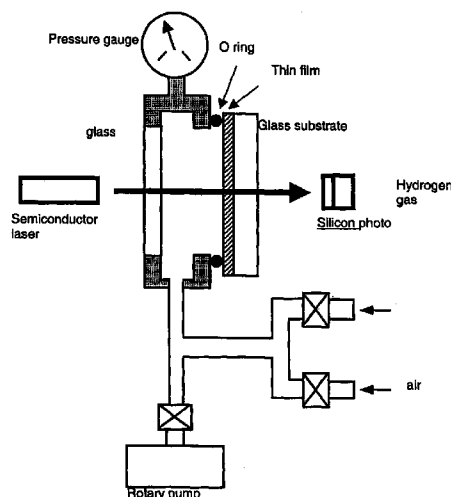 Pressure gauge
O ring
Thin film
glass
Glass substrate
Semiconductor
laser
Silicon photo
Hydrogen
gas
air
Rotary pump